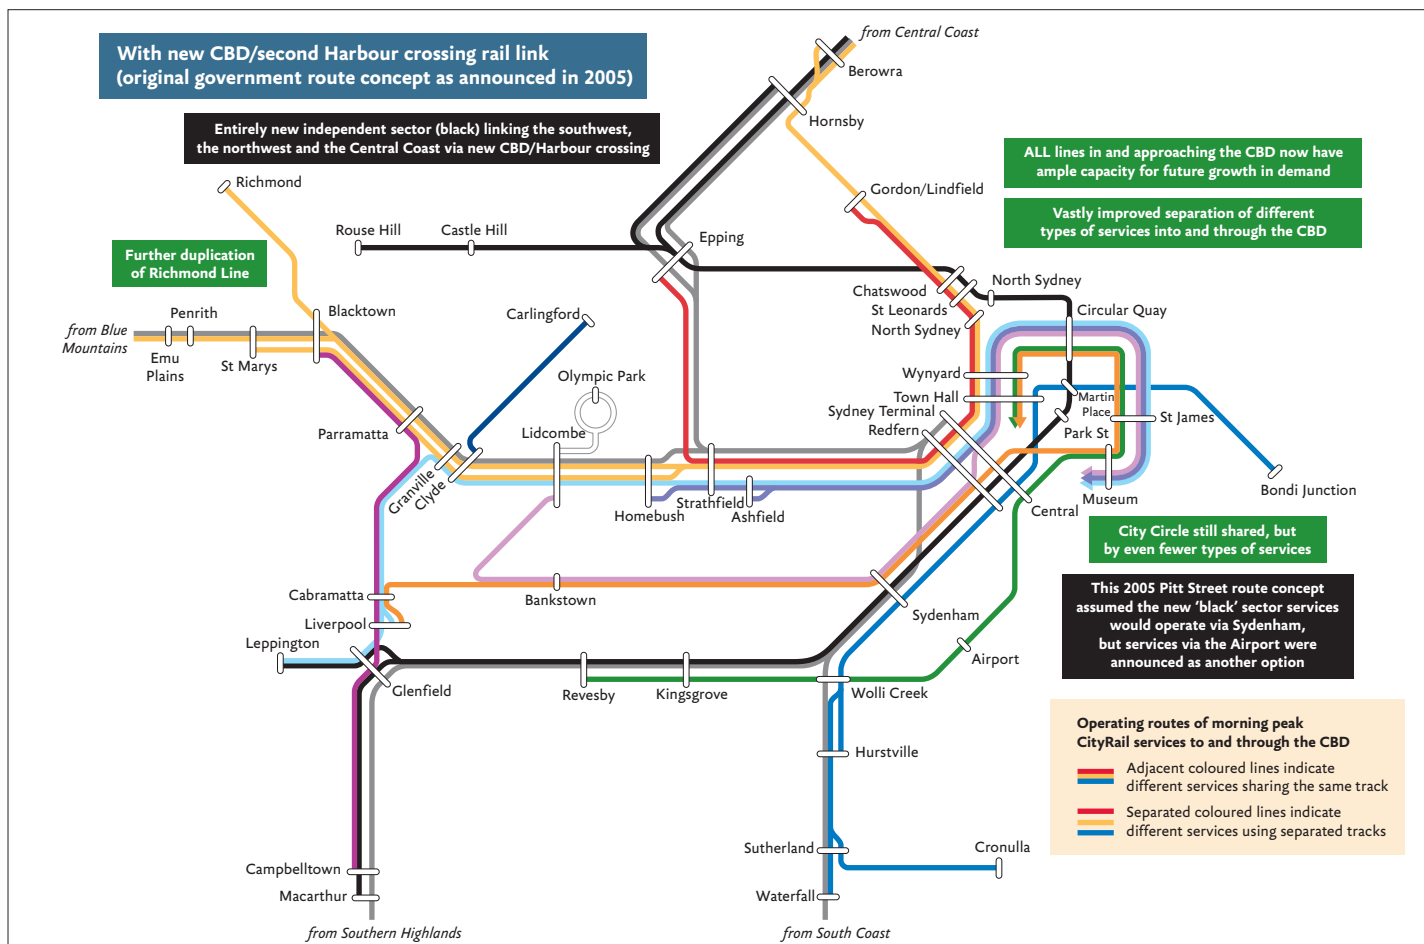 from Central Coast
With new CBD/second Harbour crossing rail link
(original government route concept as announced in 2005)
Berowra
Entirely new independent sector (black) linking the southwest,
the northwest and the Central Coast via new CBD/Harbour crossing
Hornsby
ALL lines in and approaching the CBD now have
ample capacity for future growth in demand
Richmond
Gordon/Lindfield
Vastly improved separation of different
types of services into and through the CBD
Rouse Hill
Castle Hill
Epping
Further duplication
of Richmond Line
North Sydney
Chatswood
St Leonards
North Sydney
Circular Quay
Penrith
Blacktown
Carlingford
from Blue
Mountains
Emu
Plains
St Marys
Olympic Park
Wynyard
Town Hall
Martin
Place
St James
Sydney Terminal
Redfern
Park St
Parramatta
Lidcombe
Granville
Clyde
Homebush
Strathfield
Ashfield
Central
Museum
Bondi Junction
City Circle still shared, but
by even fewer types of services
Cabramatta
Bankstown
Liverpool
Sydenham
This 2005 Pitt Street route concept
assumed the new ‘black’ sector services
would operate via Sydenham,
but services via the Airport were
announced as another option
Leppington
Airport
Glenfield
Revesby
Kingsgrove
Wolli Creek
Hurstville
Operating routes of morning peak
CityRail services to and through the CBD
Adjacent coloured lines indicate
different services sharing the same track
Separated coloured lines indicate
different services using separated tracks
Sutherland
Cronulla
Campbelltown
Macarthur
Waterfall
from Southern Highlands
from South Coast